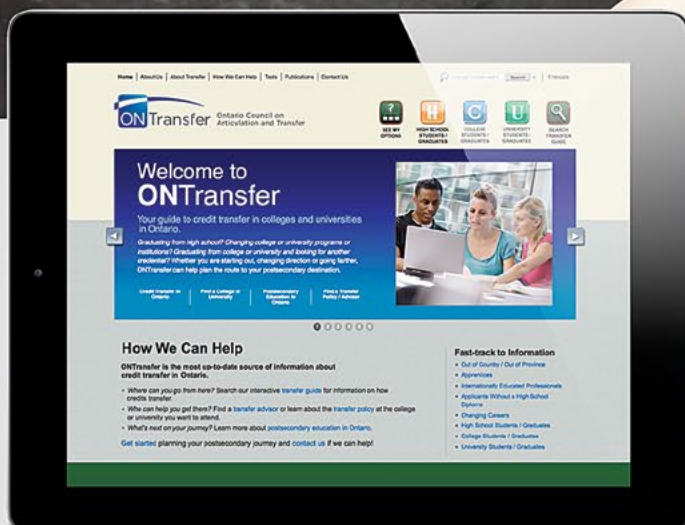 Home | About Us | About Transfer | How We Can Help | Tools | Publications | Contact Us
Search
Français
ONTransfer
Ontario Council on
Articulation and Transfer
?
H
C
U
SEE MY
OPTIONS
HIGH SCHOOL
STUDENTS /
GRADUATES
COLLEGE
STUDENTS /
GRADUATES
UNIVERSITY
STUDENTS /
GRADUATES
SEARCH
TRANSFER
GUIDE
Welcome to
ONTransfer
Your guide to credit transfer in colleges and universities
in Ontario.
Graduating from high school? Changing college or university programs or
institutions? Graduating from college or university and looking for another
credential? Whether you are starting out, changing direction or going farther,
ONTransfer can help plan the route to your postsecondary destination.
Credit Transfer in
Ontario
Find a College or
University
Postsecondary
Education in
Ontario
Find a Transfer
Policy / Advisor
1 2 3 4 5 6
How We Can Help
ONTransfer is the most up-to-date source of information about
credit transfer in Ontario.
• Where can you go from here? Search our interactive transfer guide for information on how
credits transfer.
• Who can help you get there? Find a transfer advisor or learn about the transfer policy at the college
or university you want to attend.
• What's next on your journey? Learn more about postsecondary education in Ontario.
Get started planning your postsecondary journey and contact us if we can help!
Fast-track to Information
• Out of Country / Out of Province
• Apprentices
• Internationally Educated Professionals
• Applicants Without a High School
Diploma
• Changing Careers
• High School Students / Graduates
• College Students / Graduates
• University Students / Graduates